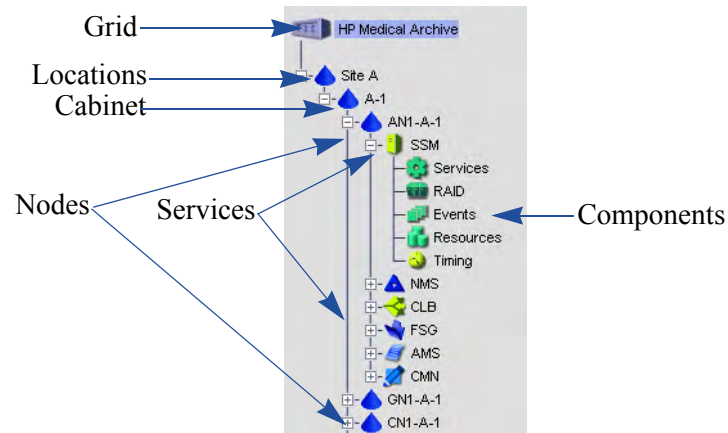 Grid
HP Medical Archive
Locations
Site A
Cabinet
A-1
AN1-A-1
SSM
Services
RAID
Nodes
Services
Events
Components
Resources
Timing
NMS
CLB
FSG
AMS
CMN
GN1-A-1
CN1-A-1